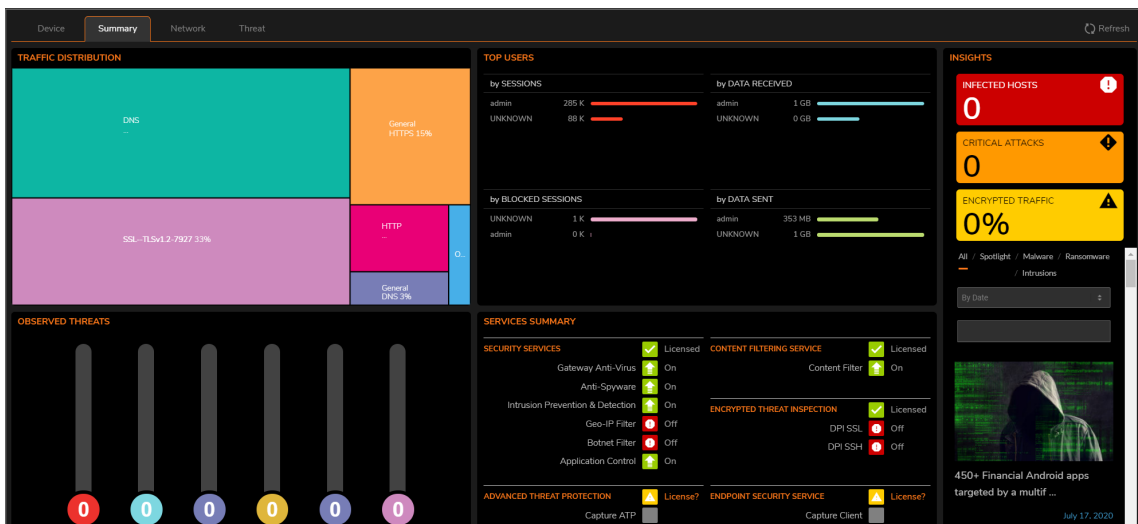 Device Summary Network Threat Refresh
TRAFFIC DISTRIBUTION
DNS
...
General
HTTPS 15%
SSL--TLSv1.2-7927 33%
HTTP
...
O...
General
DNS 3%
TOP USERS
by SESSIONS
admin 285 K
UNKNOWN 88 K
by DATA RECEIVED
admin 1 GB
UNKNOWN 0 GB
by BLOCKED SESSIONS
UNKNOWN 1 K
admin 0 K
by DATA SENT
admin 353 MB
UNKNOWN 1 GB
INSIGHTS
INFECTED HOSTS
0
CRITICAL ATTACKS
0
ENCRYPTED TRAFFIC
0%
All / Spotlight / Malware / Ransomware
/ Intrusions
By Date
450+ Financial Android apps
targeted by a multif ...
July 17, 2020
OBSERVED THREATS
0 0 0 0 0 0
SERVICES SUMMARY
SECURITY SERVICES Licensed
Gateway Anti-Virus On
Anti-Spyware On
Intrusion Prevention & Detection On
Geo-IP Filter Off
Botnet Filter Off
Application Control On
ADVANCED THREAT PROTECTION License?
Capture ATP
CONTENT FILTERING SERVICE Licensed
Content Filter On
ENCRYPTED THREAT INSPECTION Licensed
DPI SSL Off
DPI SSH Off
ENDPOINT SECURITY SERVICE License?
Capture Client